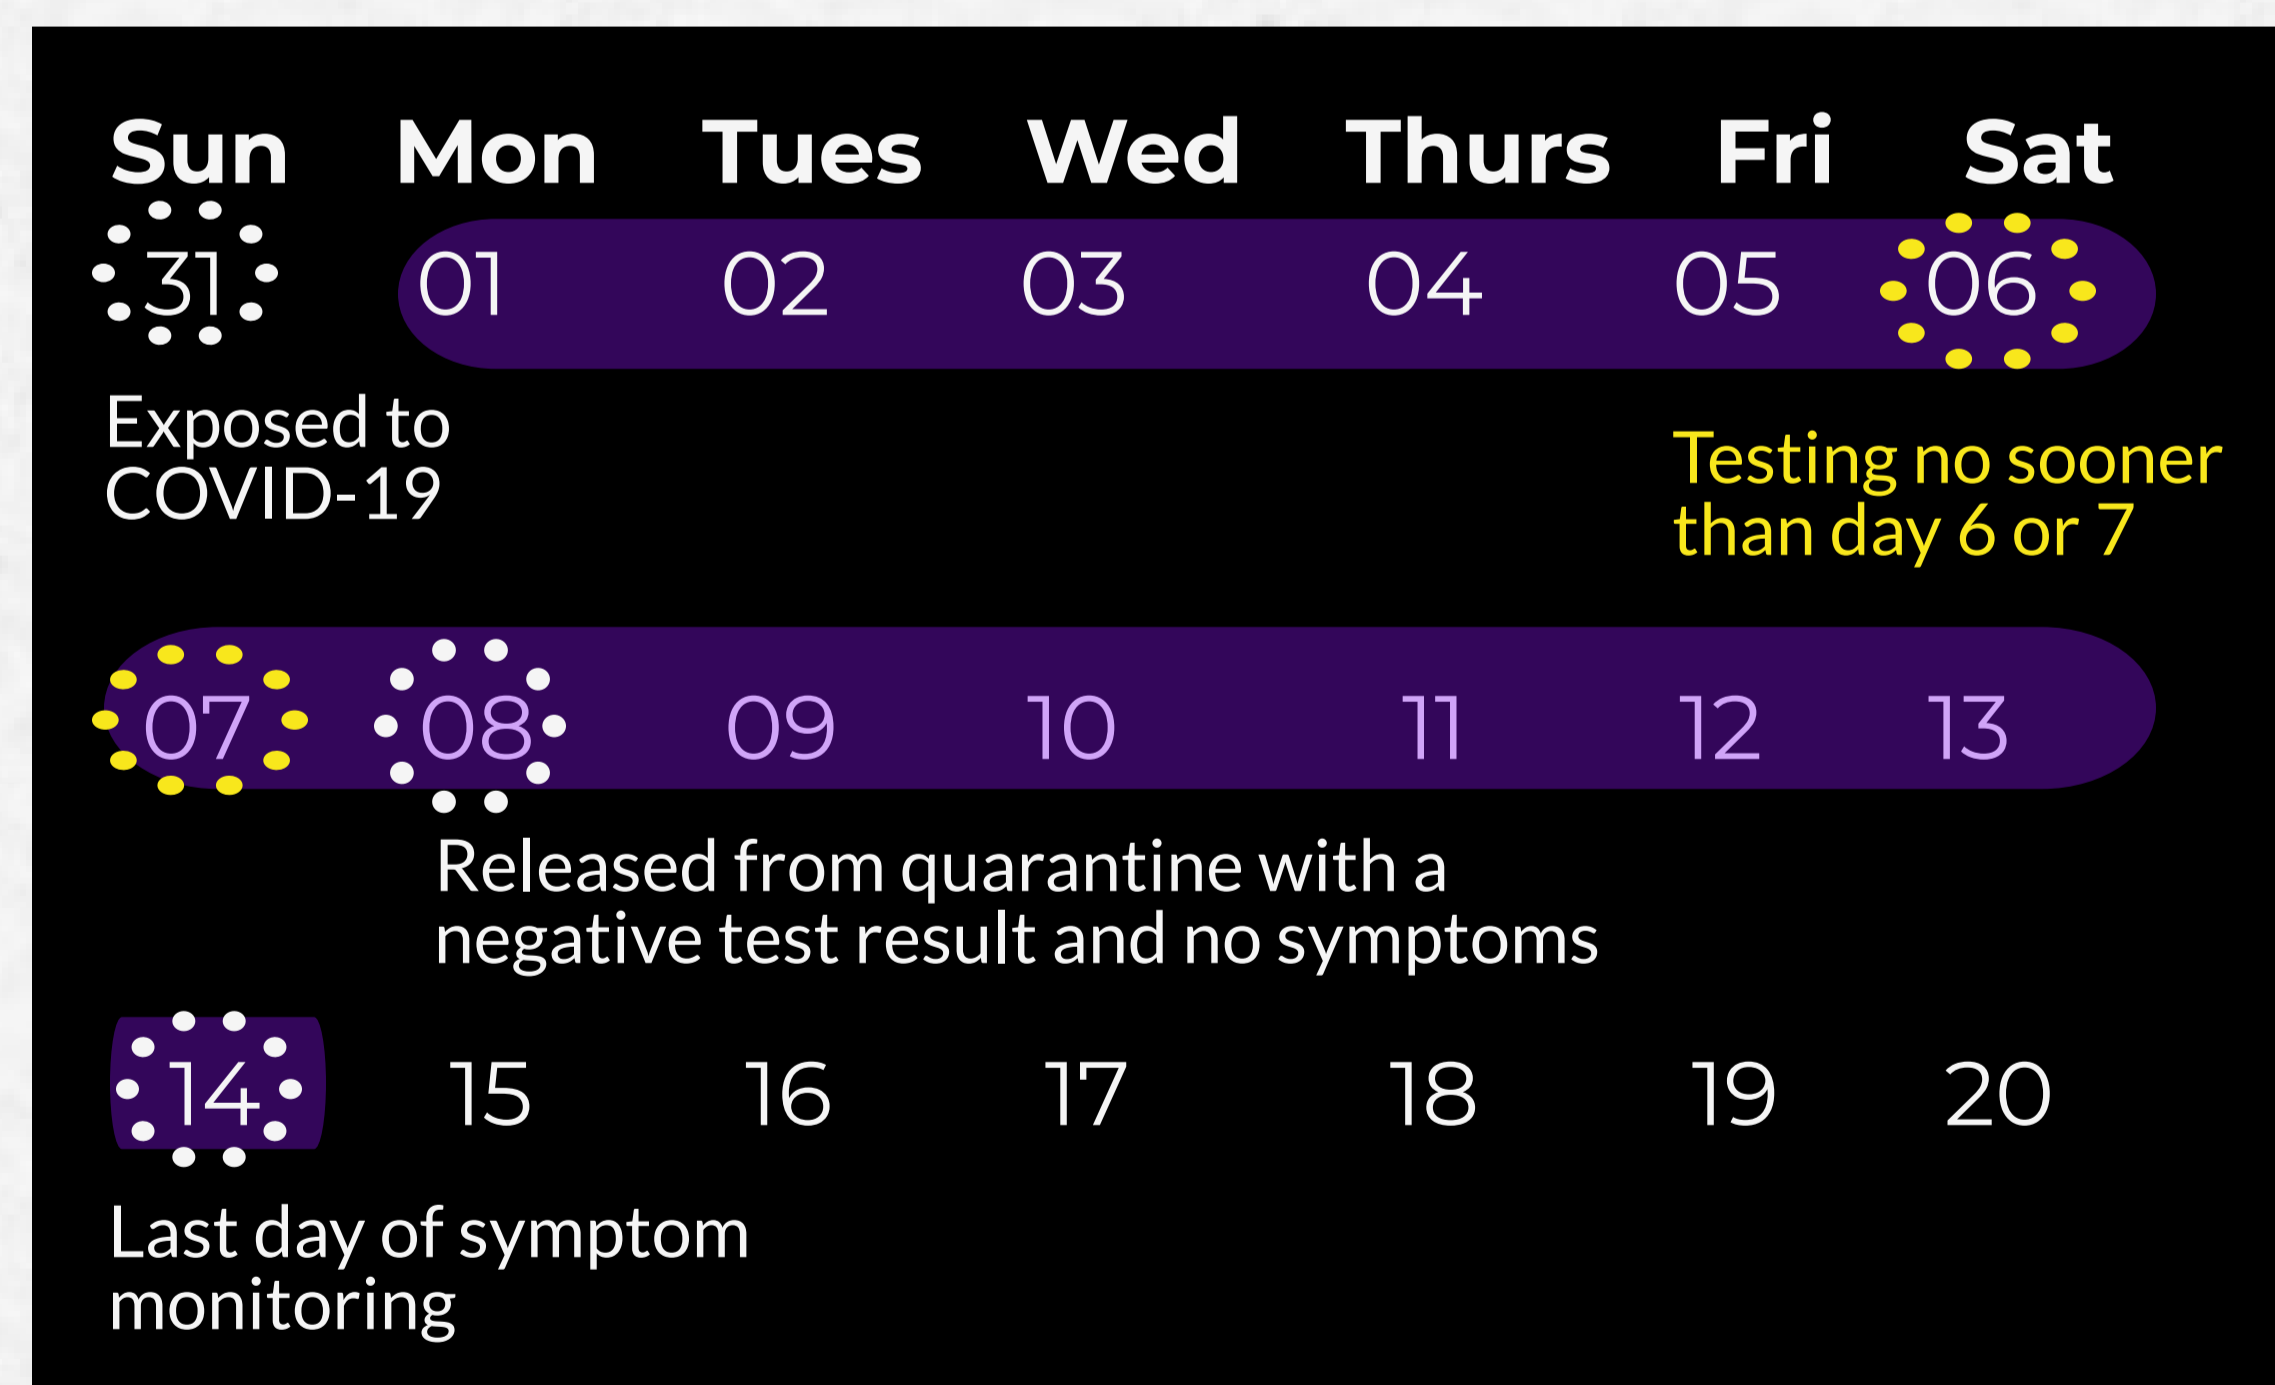 Sun Mon Tues Wed Thurs Fri Sat
31 01 02 03 04 05 06
Exposed to
COVID-19
Testing no sooner
than day 6 or 7
07 08 09 10 11 12 13
Released from quarantine with a
negative test result and no symptoms
14 15 16 17 18 19 20
Last day of symptom
monitoring